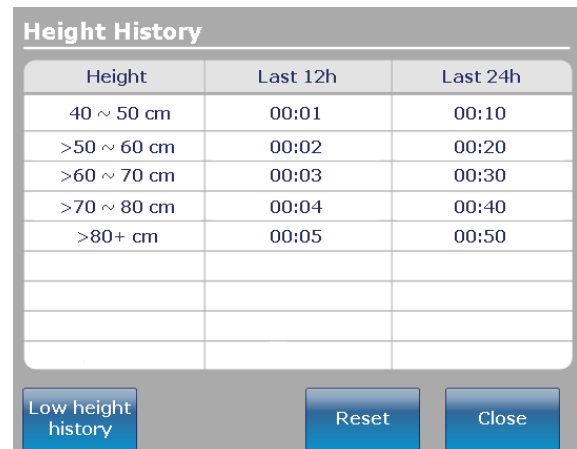 Height History
Height Last 12h Last 24h
40 ~ 50 cm 00:01 00:10
>50 ~ 60 cm 00:02 00:20
>60 ~ 70 cm 00:03 00:30
>70 ~ 80 cm 00:04 00:40
>80+ cm 00:05 00:50
Low height
history
Reset
Close